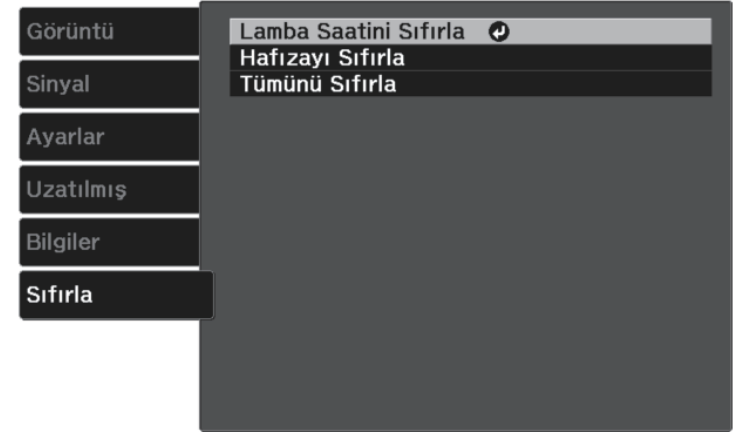 Görüntü
Sinyal
Ayarlar
Uzatılmış
Bilgiler
Sıfırla
Lamba Saatini Sıfırla
Hafızayı Sıfırla
Tümünü Sıfırla